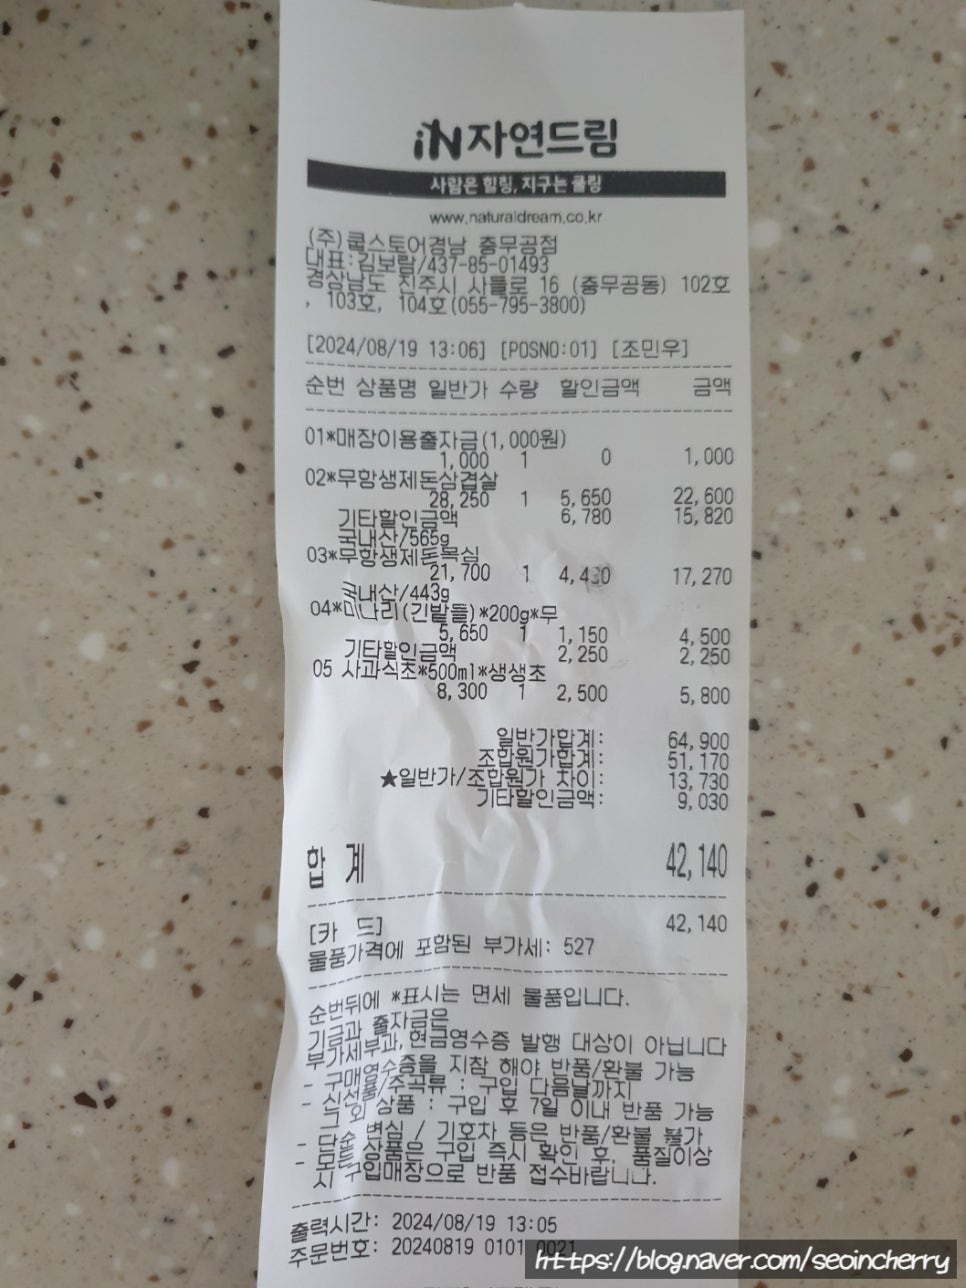 iN자연드림
사람은 힐링, 지구는 쿨링
www.naturaldream.co.kr
(주)쿱스토어경남 충무공점
대표:김보람/437-85-01493
경상남도 진주시 사들로 16 (충무공동) 102호
, 103호, 104호(055-795-3800)
[2024/08/19 13:06] [POSNO:01] [조민우]
순번 상품명 일반가 수량 할인금액 금액
01*매장이용출자금(1,000원)
1,000 1 0 1,000
02*무항생제돈삼겹살
28,250 1 5,650 22,600
기타할인금액 6,780 15,820
국내산/565g
03*무항생제돈목심
21,700 1 4,430 17,270
국내산/443g
04*미나리(긴밭들)*200g*무
5,650 1 1,150 4,500
기타할인금액 2,250 2,250
05 사과식초*500ml*생생초
8,300 1 2,500 5,800
일반가합계: 64,900
조합원가합계: 51,170
★일반가/조합원가 차이: 13,730
기타할인금액: 9,030
합 계 42,140
[카 드] 42,140
물품가격에 포함된 부가세: 527
순번뒤에 *표시는 면세 물품입니다.
기금과 출자금은
부가세부과,현금영수증 발행 대상이 아닙니다
- 구매영수증을 지참 해야 반품/환불 가능
- 신선품/주곡류 : 구입 다음날까지
그 외 상품 : 구입 후 7일 이내 반품 가능
- 단순 변심 / 기호차 등은 반품/환불 불가
- 모든 상품은 구입 즉시 확인 후, 품질이상
시 구입매장으로 반품 접수바랍니다.
출력시간: 2024/08/19 13:05
주문번호: 20240819 0101 0021
https://blog.naver.com/seoincherry